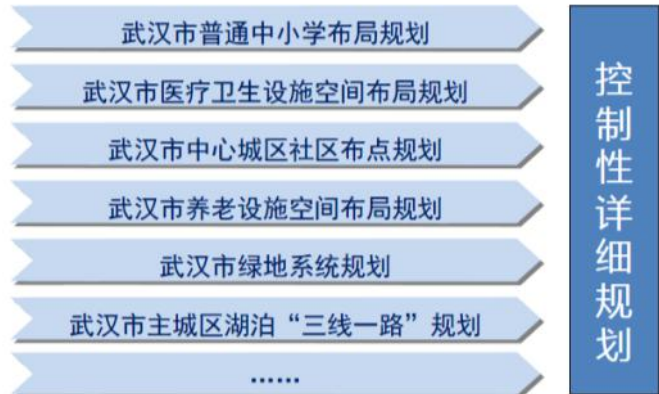 武汉市普通中小学布局规划
武汉市医疗卫生设施空间布局规划
武汉市中心城区社区布点规划
武汉市养老设施空间布局规划
武汉市绿地系统规划
武汉市主城区湖泊“三线一路”规划
……
控制性详细规划